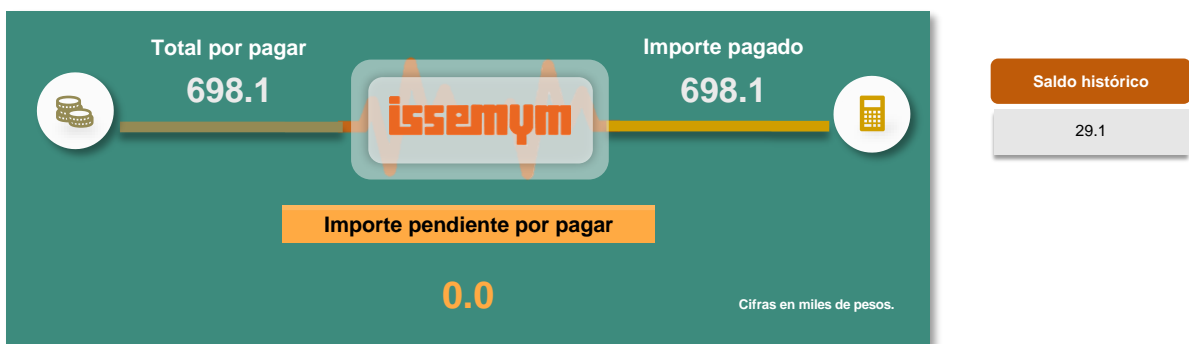 Total por pagar
698.1
issemym
Importe pagado
698.1
Importe pendiente por pagar
0.0
Cifras en miles de pesos.
Saldo histórico
29.1